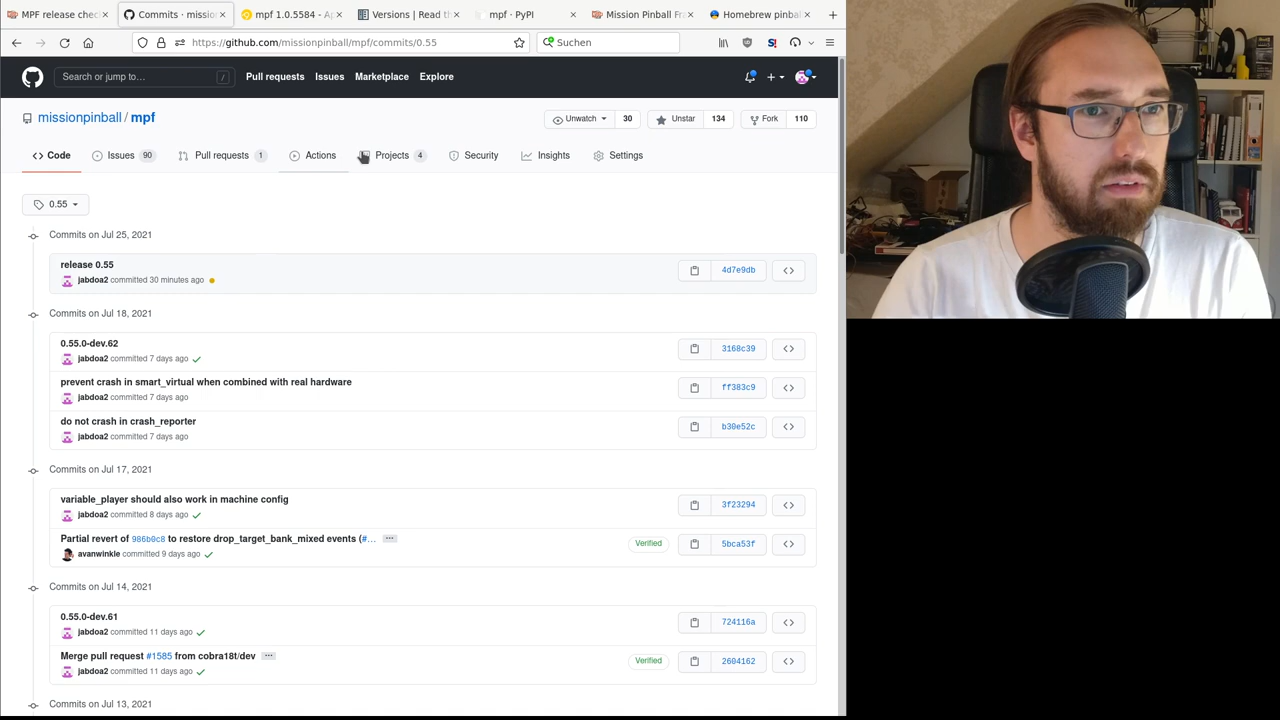 MPF release check
Commits · missio
mpf 1.0.5584 - Ap
Versions | Read th
mpf · PyPI
Mission Pinball Fra
Homebrew pinbal
https://github.com/missionpinball/mpf/commits/0.55
Suchen
Search or jump to…
/
Pull requests
Issues
Marketplace
Explore
missionpinball / mpf
Unwatch 30
Unstar 134
Fork 110
Code
Issues 90
Pull requests 1
Actions
Projects 4
Security
Insights
Settings
0.55
Commits on Jul 25, 2021
release 0.55
4d7e9db
jabdoa2 committed 30 minutes ago
Commits on Jul 18, 2021
0.55.0-dev.62
3168c39
jabdoa2 committed 7 days ago
prevent crash in smart_virtual when combined with real hardware
ff383c9
jabdoa2 committed 7 days ago
do not crash in crash_reporter
b30e52c
jabdoa2 committed 7 days ago
Commits on Jul 17, 2021
variable_player should also work in machine config
3f23294
jabdoa2 committed 8 days ago
Partial revert of 986b0c8 to restore drop_target_bank_mixed events (#…
Verified
5bca53f
avanwinkle committed 9 days ago
Commits on Jul 14, 2021
0.55.0-dev.61
724116a
jabdoa2 committed 11 days ago
Merge pull request #1585 from cobra18t/dev
Verified
2604162
jabdoa2 committed 11 days ago
Commits on Jul 13, 2021